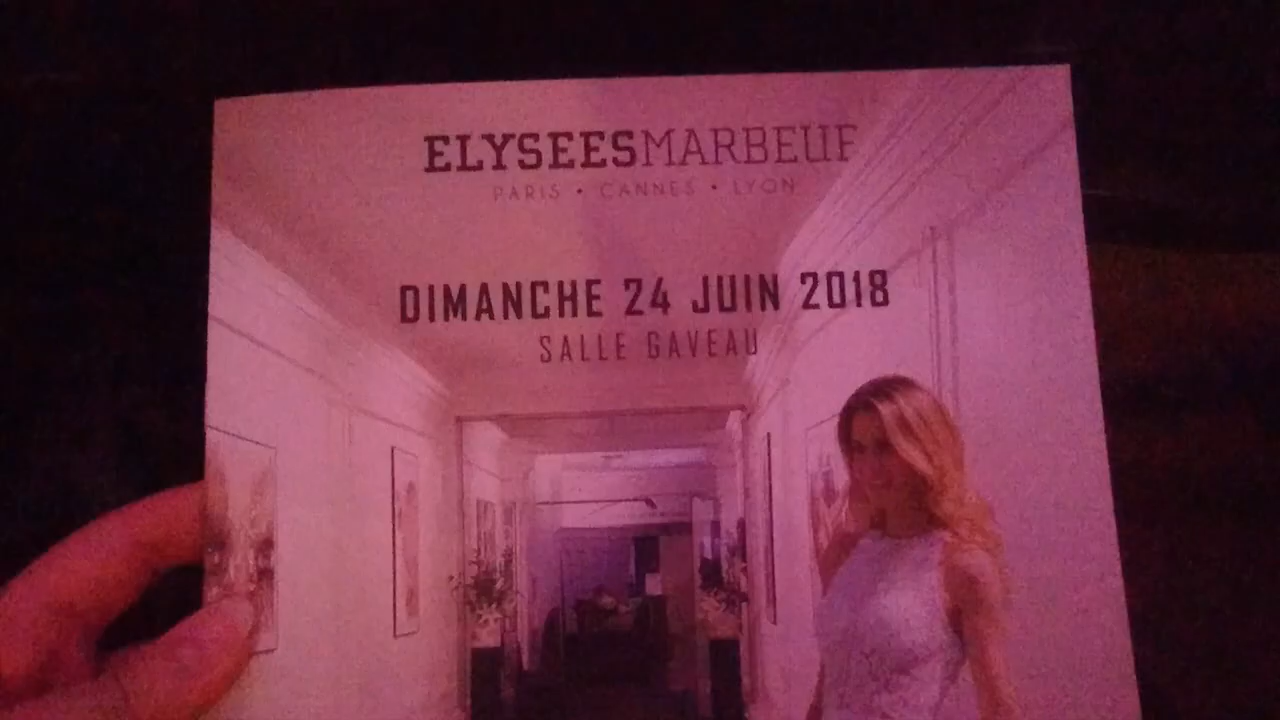 ELYSEESMARBEUF
PARIS • CANNES • LYON
DIMANCHE 24 JUIN 2018
SALLE GAVEAU